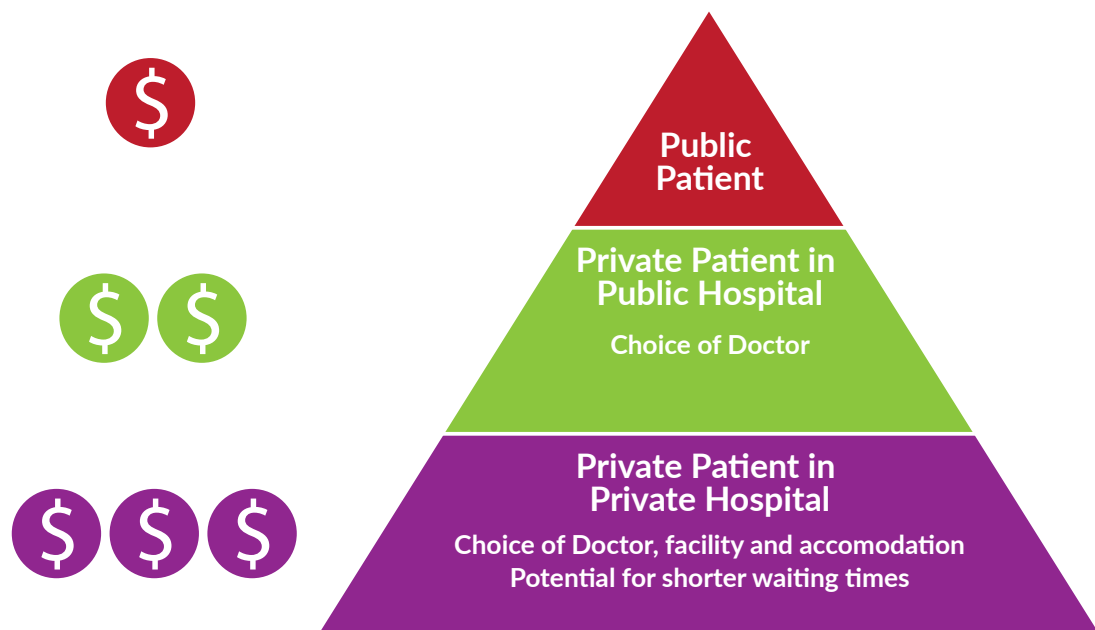 $
Public
Patient
$ $
Private Patient in
Public Hospital
Choice of Doctor
$ $ $
Private Patient in
Private Hospital
Choice of Doctor, facility and accomodation
Potential for shorter waiting times